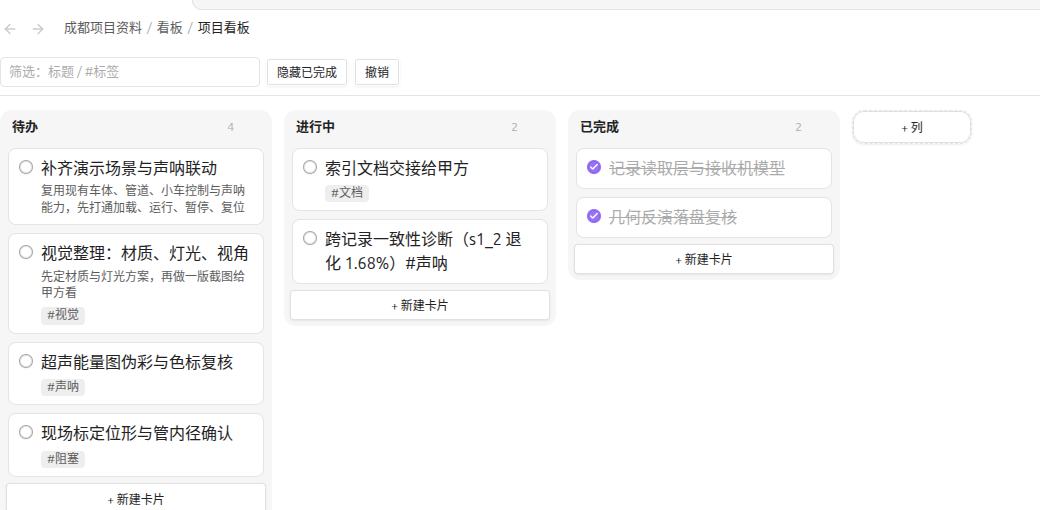 成都项目资料 / 看板 / 项目看板
筛选：标题 / #标签
隐藏已完成
撤销
待办 4
补齐演示场景与声呐联动
复用现有车体、管道、小车控制与声呐
能力，先打通加载、运行、暂停、复位
视觉整理：材质、灯光、视角
先定材质与灯光方案，再做一版截图给
甲方看
#视觉
超声能量图伪彩与色标复核
#声呐
现场标定位形与管内径确认
#阻塞
+ 新建卡片
进行中 2
索引文档交接给甲方
#文档
跨记录一致性诊断（s1_2 退
化 1.68%）#声呐
+ 新建卡片
已完成 2
记录读取层与接收机模型
几何反演落盘复核
+ 新建卡片
+ 列